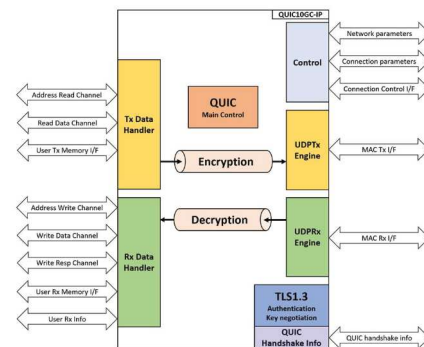 QUIC10GC-IP
Network parameters
Control
Connection parameters
Connection Control I/F
Address Read Channel
Read Data Channel
User Tx Memory I/F
Tx Data
Handler
QUIC
Main Control
Encryption
UDPTx
Engine
MAC Tx I/F
Address Write Channel
Write Data Channel
Write Resp Channel
User Rx Memory I/F
User Rx Info
Rx Data
Handler
Decryption
UDPRx
Engine
MAC Rx I/F
TLS1.3
Authentication
Key negotiation
QUIC
Handshake Info
QUIC handshake info